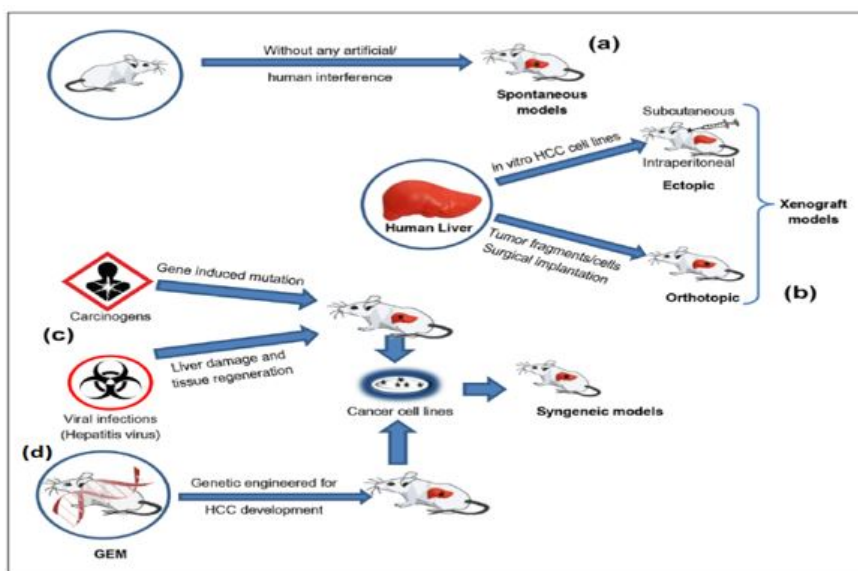 Without any artificial/
human interference
(a)
Spontaneous
models
Subcutaneous
in vitro HCC cell lines
Intraperitoneal
Ectopic
Human Liver
Xenograft
models
Tumor fragments/cells
Surgical implantation
Orthotopic
(b)
Gene induced mutation
Carcinogens
(c)
Liver damage and
tissue regeneration
Viral infections
(Hepatitis virus)
Cancer cell lines
Syngeneic models
(d)
Genetic engineered for
HCC development
GEM